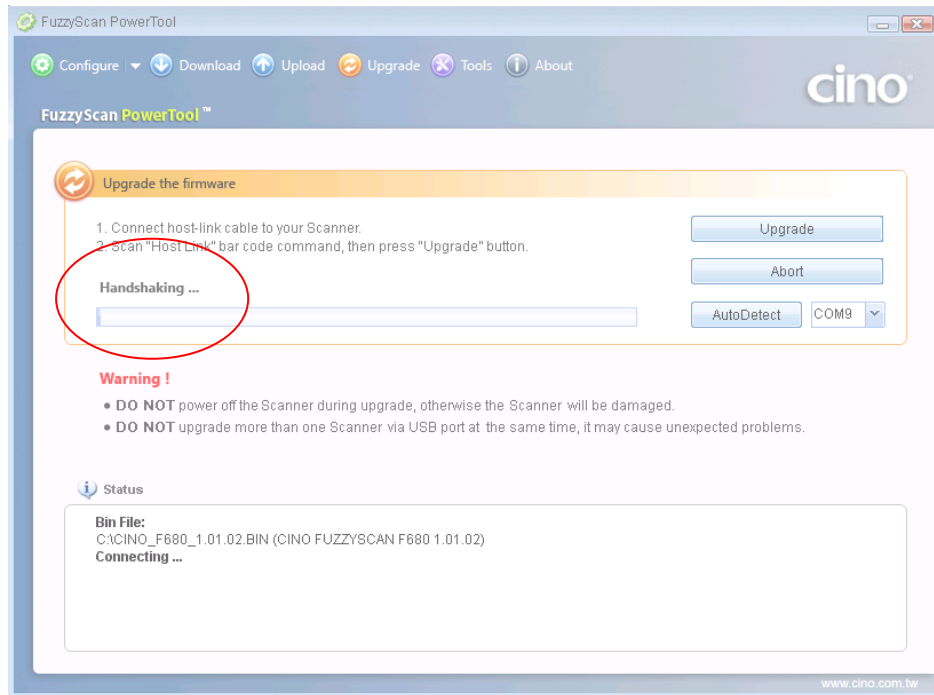 FuzzyScan PowerTool
Configure Download Upload Upgrade Tools About
cino
FuzzyScan PowerTool™
Upgrade the firmware
1. Connect host-link cable to your Scanner.
2. Scan "Host Link" bar code command, then press "Upgrade" button.
Upgrade
Abort
Handshaking ...
AutoDetect COM9
Warning !
• DO NOT power off the Scanner during upgrade, otherwise the Scanner will be damaged.
• DO NOT upgrade more than one Scanner via USB port at the same time, it may cause unexpected problems.
Status
Bin File:
C:\CINO_F680_1.01.02.BIN (CINO FUZZYSCAN F680 1.01.02)
Connecting ...
www.cino.com.tw